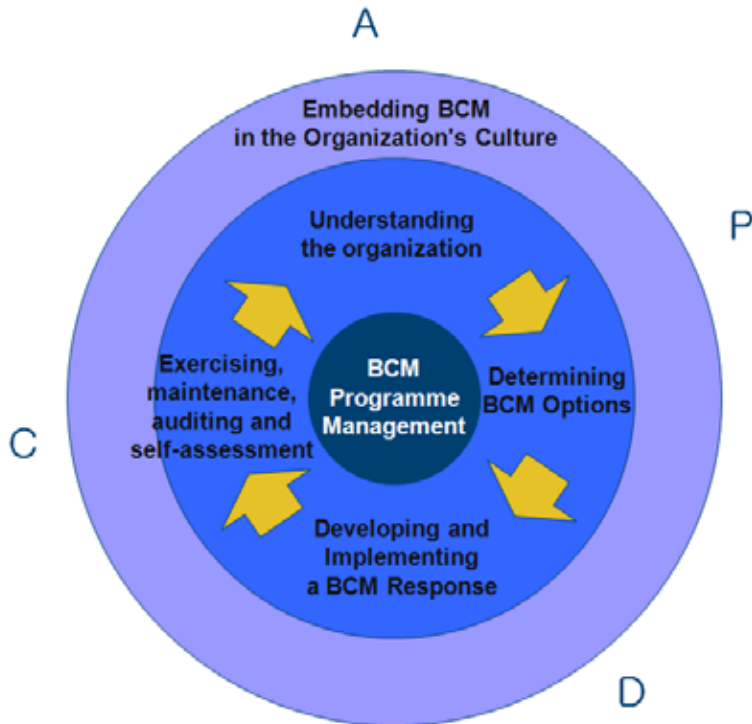 A
Embedding BCM
in the Organization's Culture
P
Understanding
the organization
Exercising,
maintenance,
auditing and
self-assessment
BCM
Programme
Management
Determining
BCM Options
C
Developing and
Implementing
a BCM Response
D